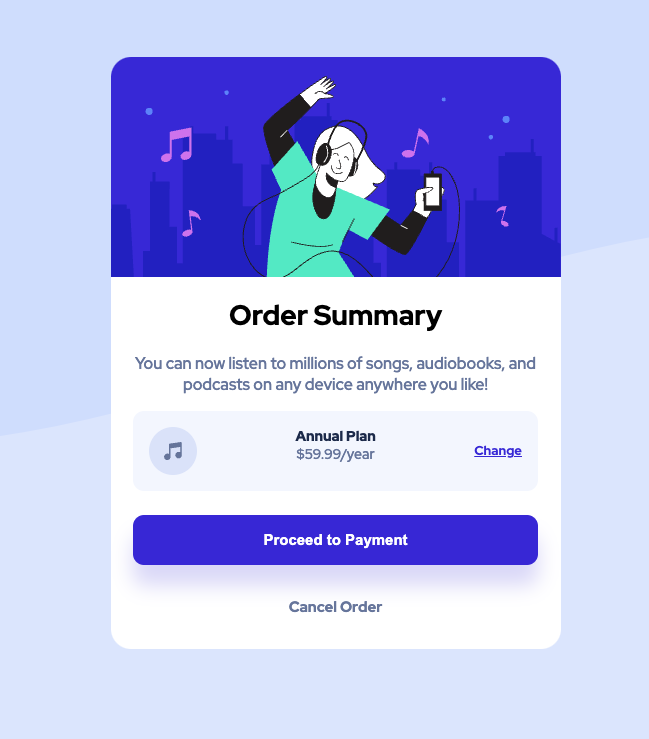 Order Summary
You can now listen to millions of songs, audiobooks, and
podcasts on any device anywhere you like!
Annual Plan
$59.99/year
Change
Proceed to Payment
Cancel Order